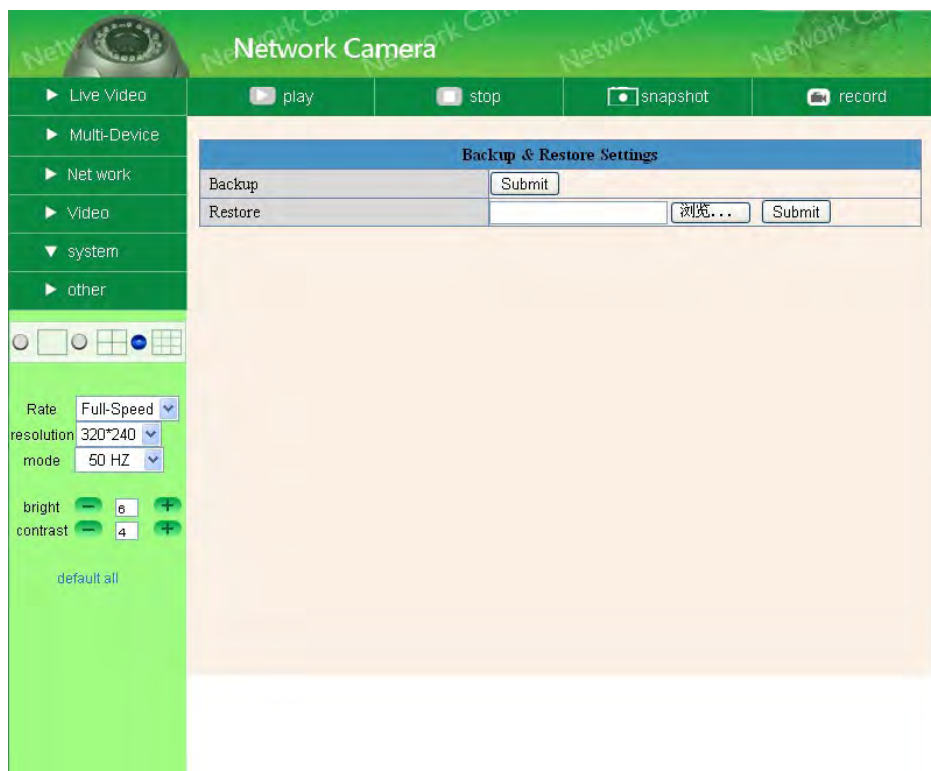 Network Camera
Live Video
play
stop
snapshot
record
Multi-Device
Net work
Video
system
other
Backup & Restore Settings
Backup
Submit
Restore
浏览...
Submit
Rate
Full-Speed
resolution
320*240
mode
50 HZ
bright
6
contrast
4
default all